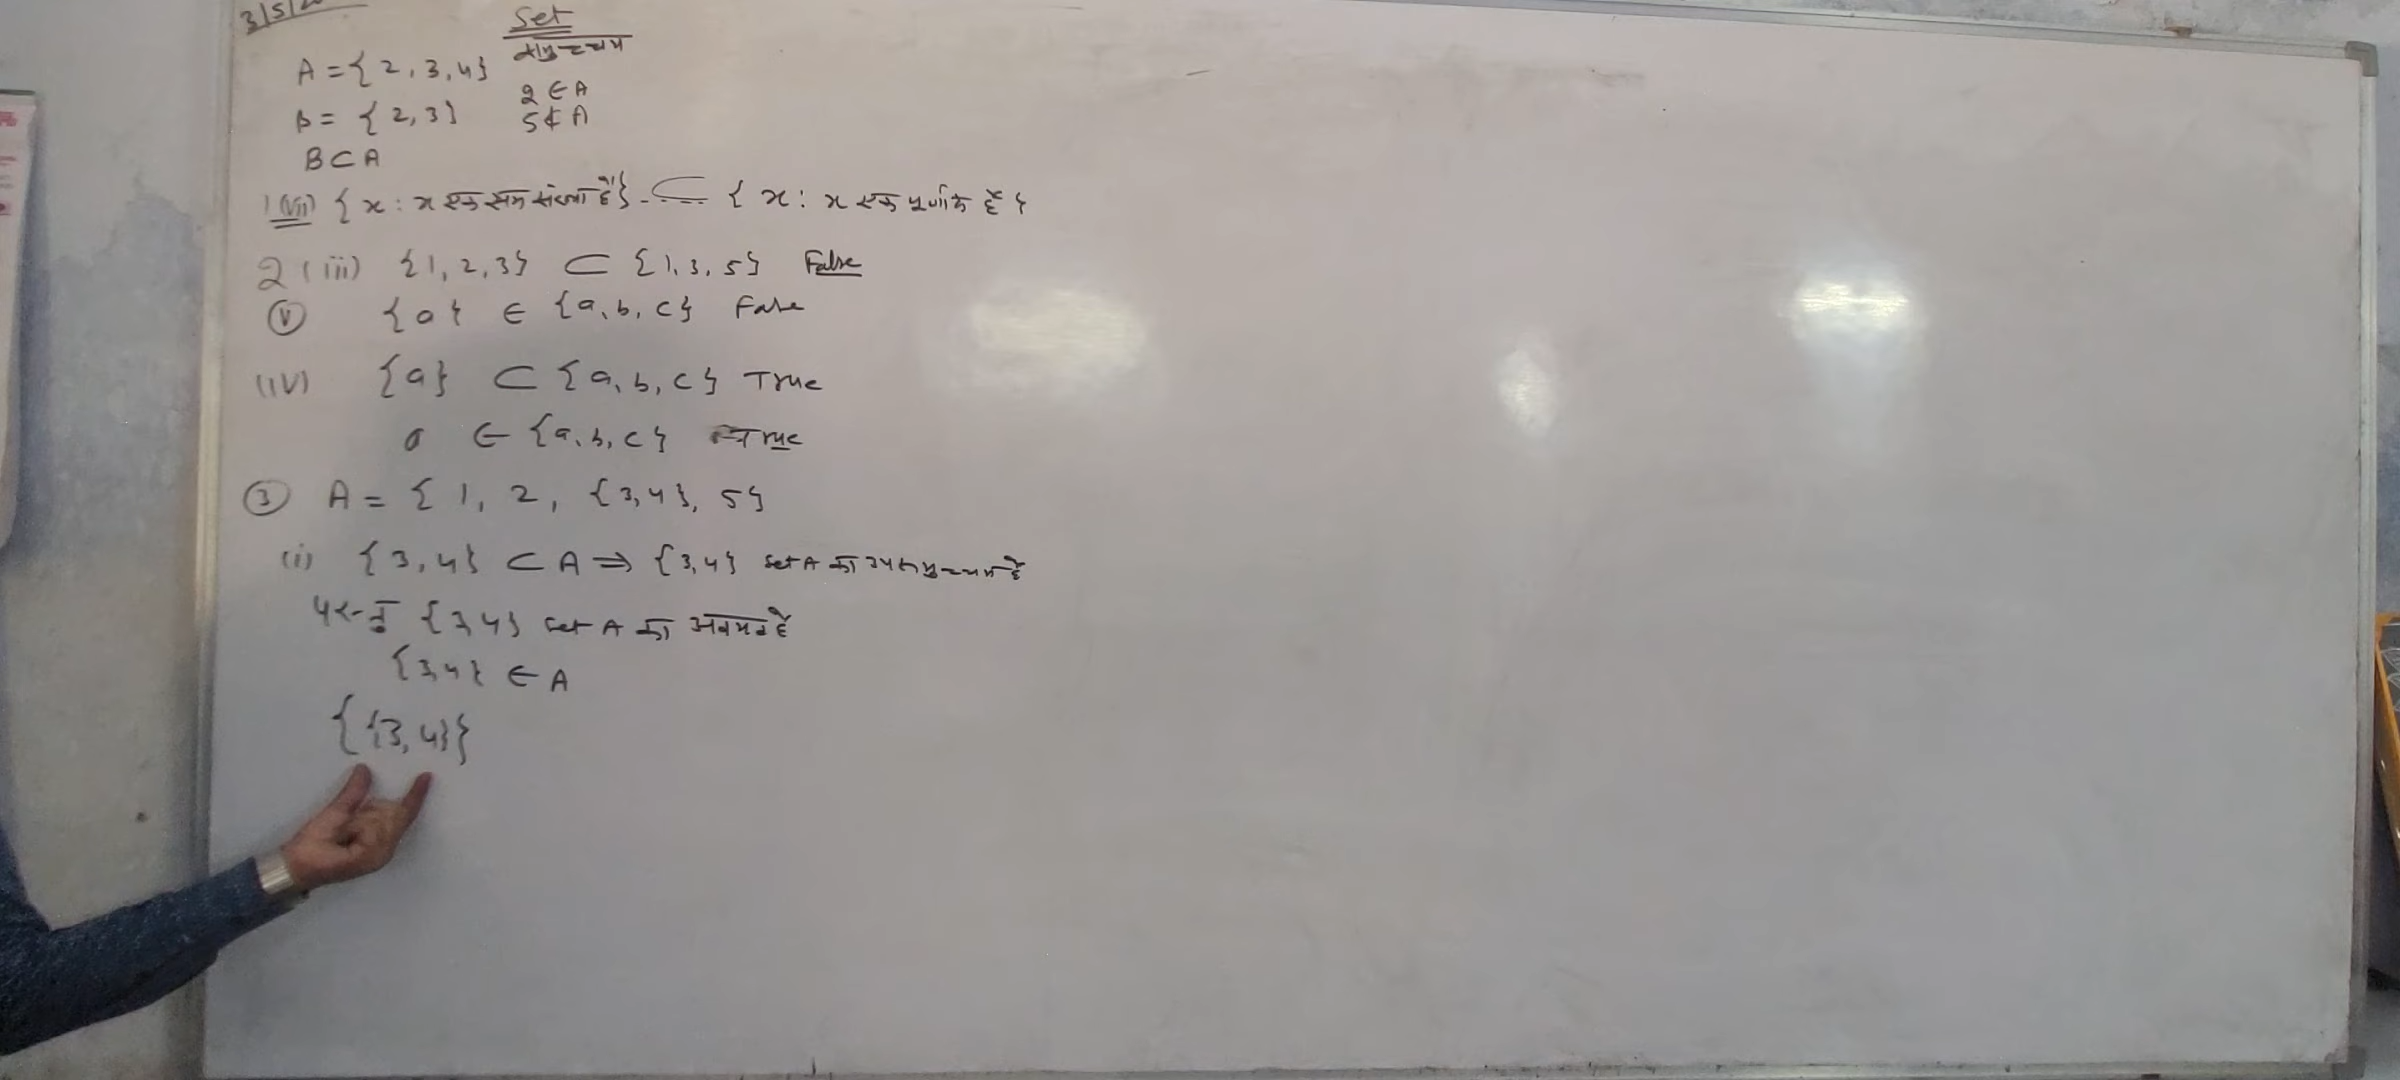 3/5/2
Set
समुच्चय
A = { 2, 3, 4 }
2 ∈ A
B = { 2, 3 }
5 ∉ A
B ⊂ A
1 (vii) { x : x एक सम संख्या है } ⊂ { x : x एक पूर्णांक है }
2 (iii) {1, 2, 3} ⊂ {1, 3, 5} False
(v) {a} ∈ {a, b, c} False
(iv) {a} ⊂ {a, b, c} True
a ∈ {a, b, c} True
(3) A = { 1, 2, {3,4}, 5 }
(i) {3, 4} ⊂ A ⇒ {3,4} set A का उपसमुच्चय है
परन्तु {3,4} set A का अवयव है
{3,4} ∈ A
{ {3, 4} }